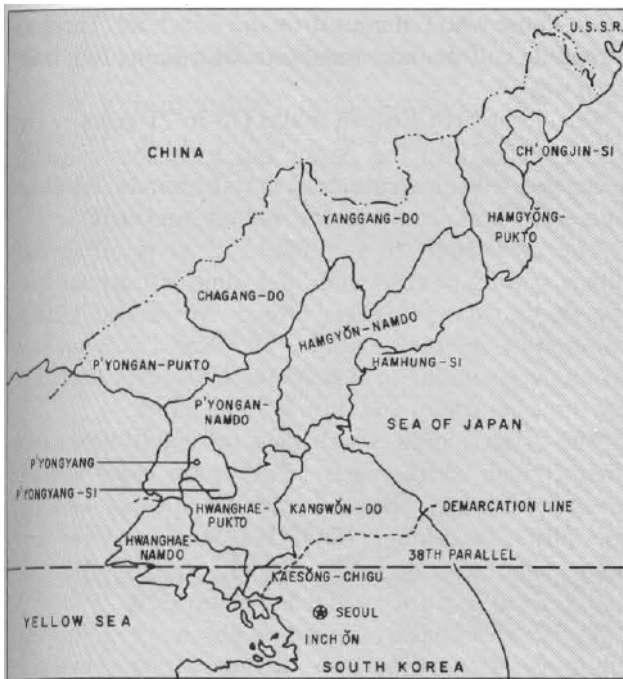 U.S.S.R.
CHINA
CH'ONGJIN-SI
YANGGANG-DO
HAMGYŎNG-
PUKTO
CHAGANG-DO
HAMGYŎN-NAMDO
P'YONGAN-PUKTO
HAMHUNG-SI
P'YONGAN-
NAMDO
SEA OF JAPAN
P'YONGYANG
P'YONGYANG-SI
HWANGHAE-
PUKTO
KANGWŎN-DO
DEMARCATION LINE
HWANGHAE-
NAMDO
38TH PARALLEL
KAESŎNG-CHIGU
YELLOW SEA
SEOUL
INCHŎN
SOUTH KOREA